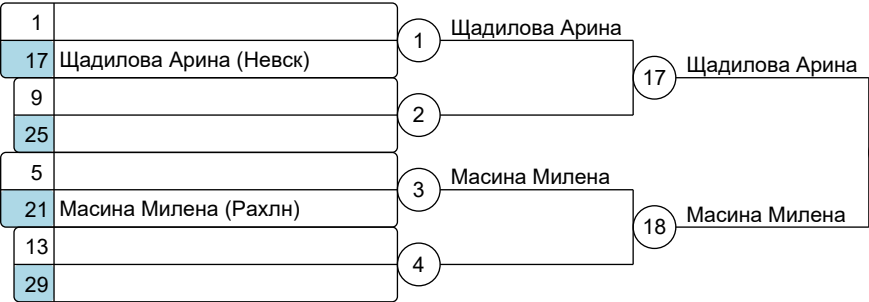 1
17 Щадилова Арина (Невск)
9
25
5
21 Масина Милена (Рахлн)
13
29
1 Щадилова Арина
2
3 Масина Милена
4
17 Щадилова Арина
18 Масина Милена